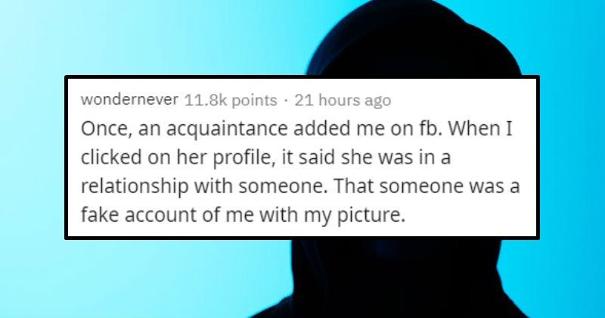 wondernever 11.8k points · 21 hours ago
Once, an acquaintance added me on fb. When I
clicked on her profile, it said she was in a
relationship with someone. That someone was a
fake account of me with my picture.